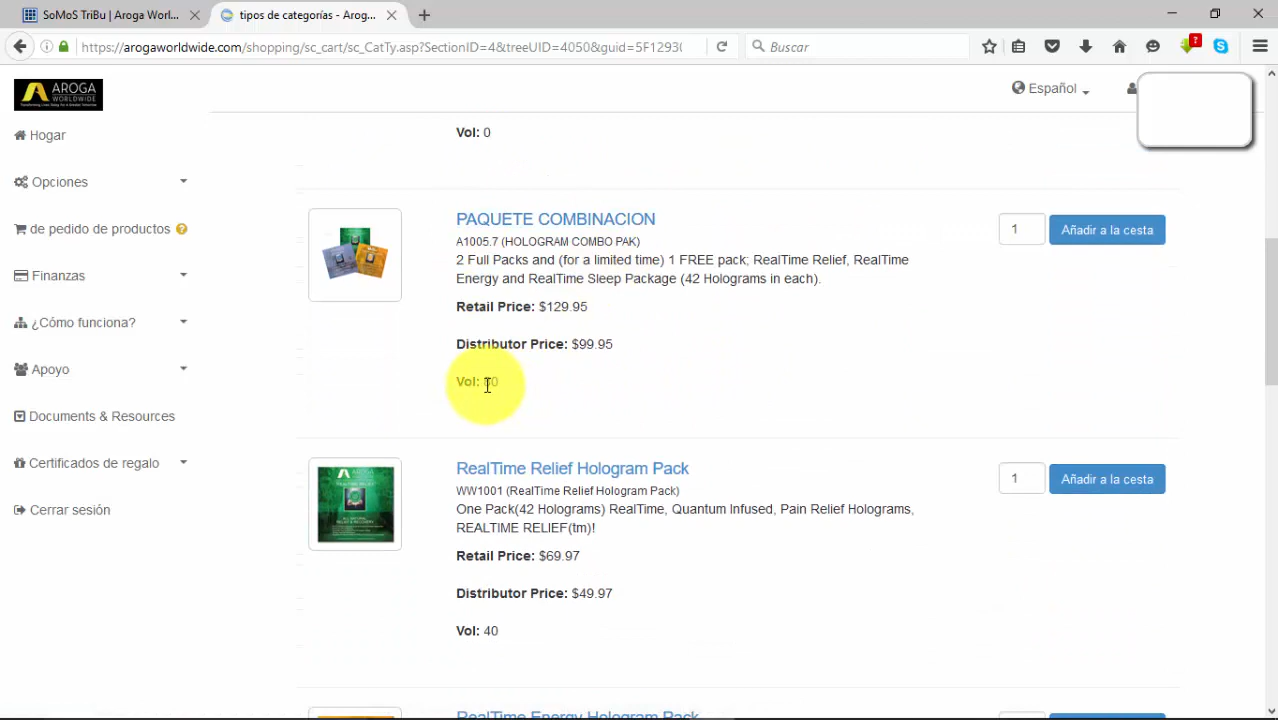 SoMoS TriBu | Aroga Worl...
tipos de categorías - Arog...
https://arogaworldwide.com/shopping/sc_cart/sc_CatTy.asp?SectionID=4&treeUID=4050&guid=5F1293(
Buscar
?
AROGA
WORLDWIDE
Español
Hogar
Opciones
de pedido de productos
Finanzas
¿Cómo funciona?
Apoyo
Documents & Resources
Certificados de regalo
Cerrar sesión
Vol: 0
PAQUETE COMBINACION
A1005.7 (HOLOGRAM COMBO PAK)
2 Full Packs and (for a limited time) 1 FREE pack; RealTime Relief, RealTime
Energy and RealTime Sleep Package (42 Holograms in each).
Retail Price: $129.95
Distributor Price: $99.95
Vol:
1
Añadir a la cesta
RealTime Relief Hologram Pack
WW1001 (RealTime Relief Hologram Pack)
One Pack(42 Holograms) RealTime, Quantum Infused, Pain Relief Holograms,
REALTIME RELIEF(tm)!
Retail Price: $69.97
Distributor Price: $49.97
Vol: 40
1
Añadir a la cesta
RealTime Energy Hologram Pack